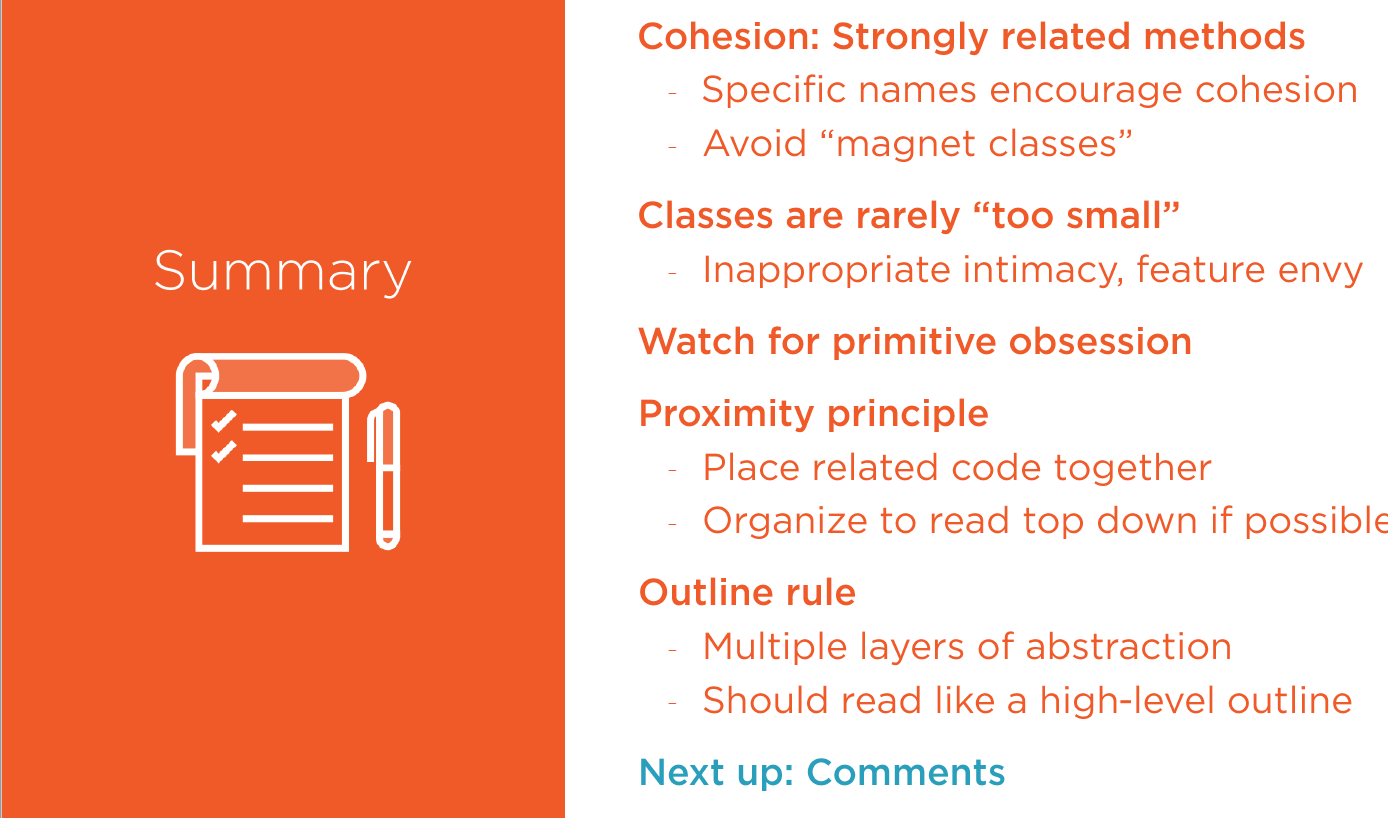 Summary
Cohesion: Strongly related methods
- Specific names encourage cohesion
- Avoid “magnet classes”
Classes are rarely “too small”
- Inappropriate intimacy, feature envy
Watch for primitive obsession
Proximity principle
- Place related code together
- Organize to read top down if possible
Outline rule
- Multiple layers of abstraction
- Should read like a high-level outline
Next up: Comments